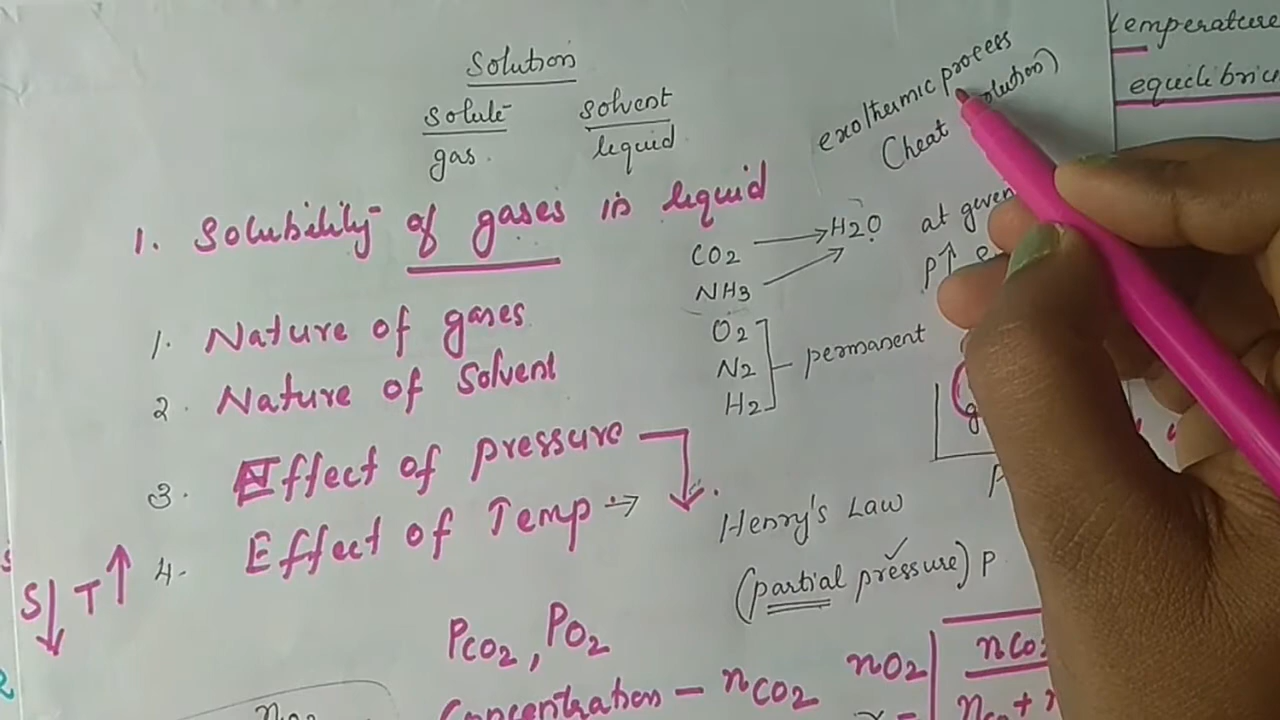 Solution
solute solvent
gas. liquid
exothermic process
(heat
temperature
1. Solubility of gases in liquid
CO2 → H2O at given
NH3
P↑
1. Nature of gases
O2
N2 permanent
H2
2. Nature of Solvent
3. Effect of pressure
4. Effect of Temp →
Henry's Law
(partial pressure) P
S↓ T↑
PCO2, PO2
Concentration - nCO2
nO2